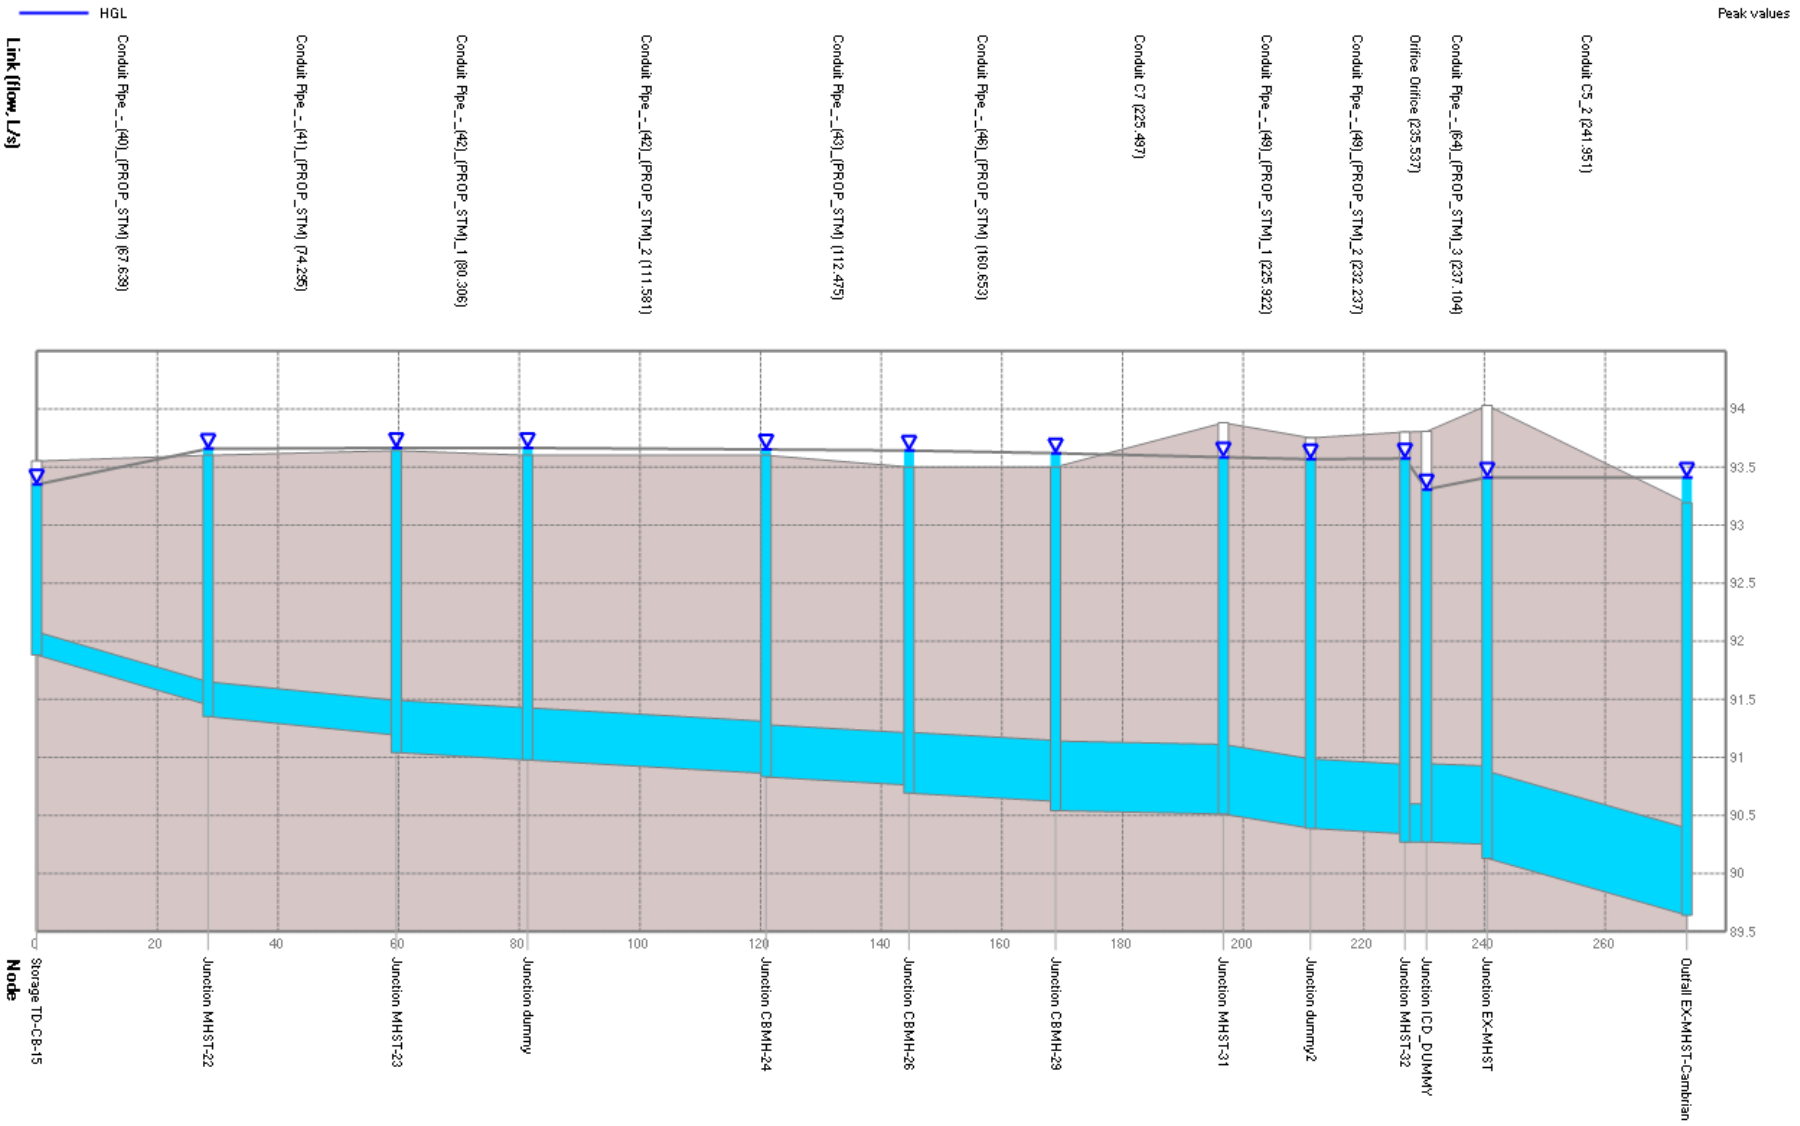 HGL
Peak values
Link (flow, L/s)
Conduit Pipe_-_(40)_(PROP_STM) (67.639)
Conduit Pipe_-_(41)_(PROP_STM) (74.295)
Conduit Pipe_-_(42)_(PROP_STM)_1 (80.306)
Conduit Pipe_-_(42)_(PROP_STM)_2 (111.581)
Conduit Pipe_-_(43)_(PROP_STM) (112.475)
Conduit Pipe_-_(46)_(PROP_STM) (160.653)
Conduit C7 (225.497)
Conduit Pipe_-_(49)_(PROP_STM)_1 (225.922)
Conduit Pipe_-_(49)_(PROP_STM)_2 (232.237)
Orifice Orifice (235.537)
Conduit Pipe_-_(64)_(PROP_STM)_3 (237.104)
Conduit C5_2 (241.951)
94
93.5
93
92.5
92
91.5
91
90.5
90
89.5
0 20 40 60 80 100 120 140 160 180 200 220 240 260
Node
Storage TD-CB-15
Junction MHST-22
Junction MHST-23
Junction dummy
Junction CBMH-24
Junction CBMH-26
Junction CBMH-29
Junction MHST-31
Junction dummy2
Junction MHST-32
Junction ICD_DUMMY
Junction EX-MHST
Outfall EX-MHST-Cambrian